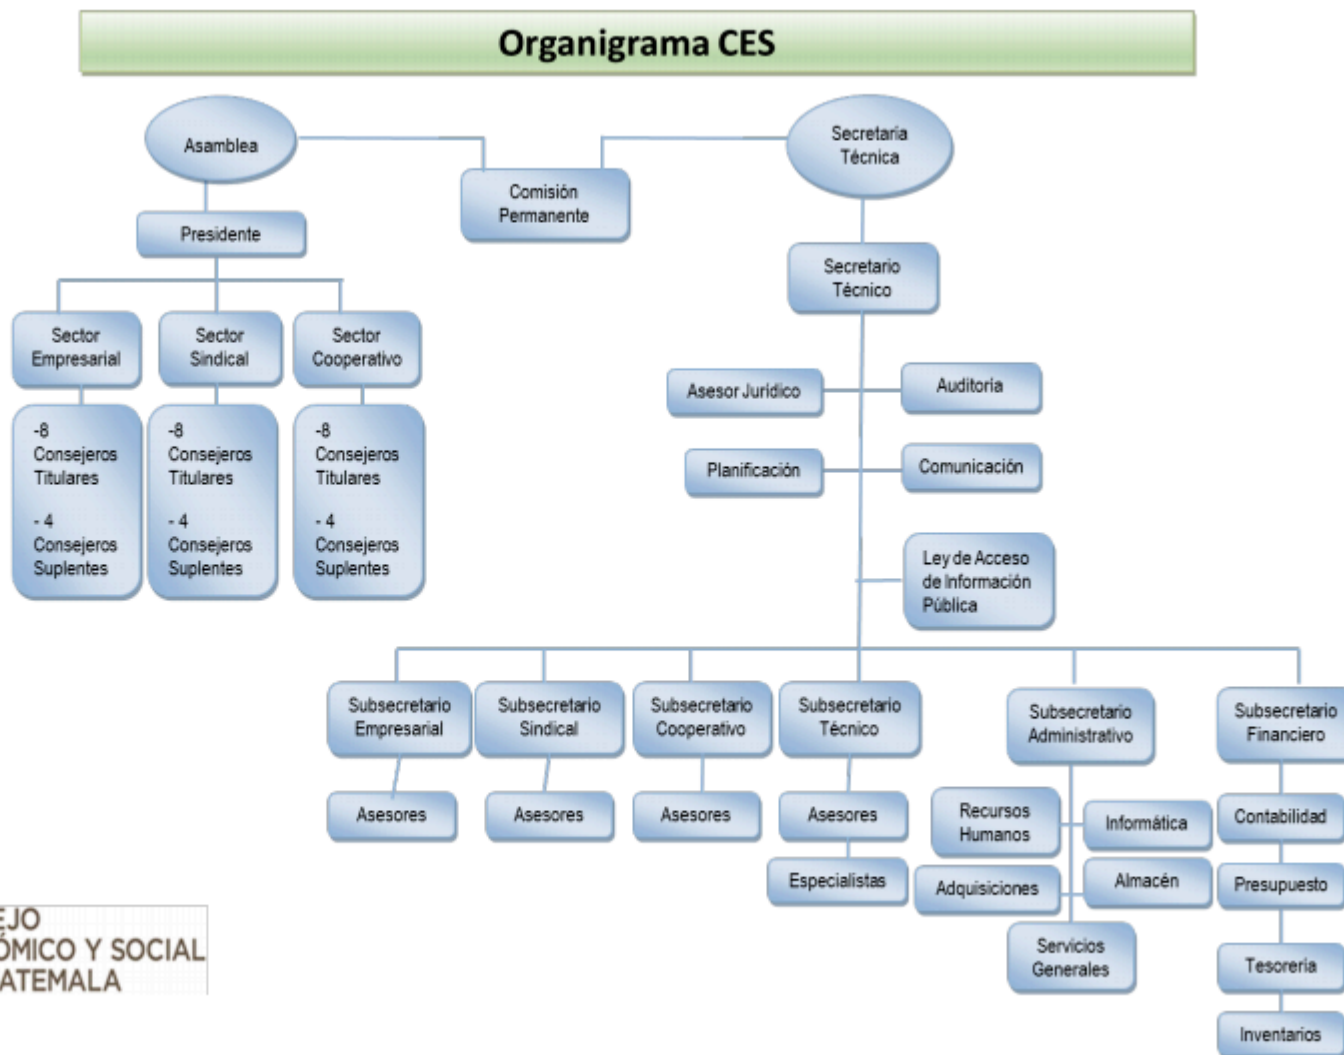 Organigrama CES
Asamblea
Secretaría
Técnica
Comisión
Permanente
Presidente
Secretario
Técnico
Sector
Empresarial
Sector
Sindical
Sector
Cooperativo
-8
Consejeros
Titulares
- 4
Consejeros
Suplentes
-8
Consejeros
Titulares
- 4
Consejeros
Suplentes
-8
Consejeros
Titulares
- 4
Consejeros
Suplentes
Asesor Jurídico
Auditoría
Planificación
Comunicación
Ley de Acceso
de Información
Pública
Subsecretario
Empresarial
Subsecretario
Sindical
Subsecretario
Cooperativo
Subsecretario
Técnico
Subsecretario
Administrativo
Subsecretario
Financiero
Asesores
Asesores
Asesores
Asesores
Especialistas
Recursos
Humanos
Informática
Adquisiciones
Almacén
Servicios
Generales
Contabilidad
Presupuesto
Tesorería
Inventarios
EJO
ÓMICO Y SOCIAL
ATEMALA